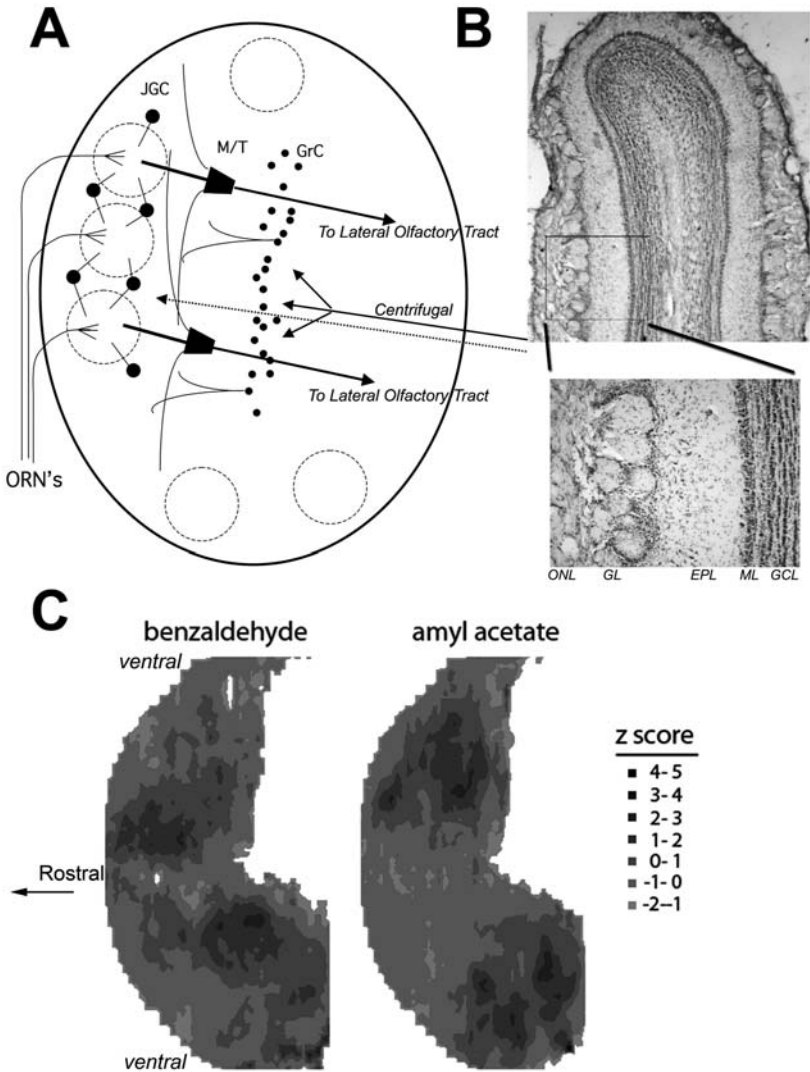 A
B
JGC
M/T
GrC
To Lateral Olfactory Tract
Centrifugal
To Lateral Olfactory Tract
ORN's
ONL GL EPL ML GCL
C
benzaldehyde
amyl acetate
ventral
z score
4- 5
3- 4
2- 3
1- 2
0- 1
-1- 0
-2--1
Rostral
ventral